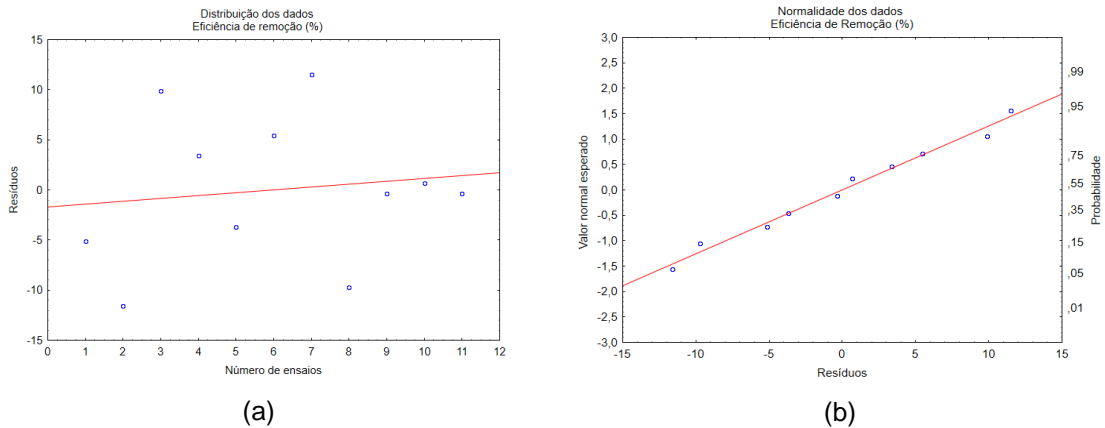 Distribuição dos dados
Eficiência de remoção (%)
15
10
5
0
-5
-10
-15
Resíduos
0 1 2 3 4 5 6 7 8 9 10 11 12
Número de ensaios
(a)
Normalidade dos dados
Eficiência de Remoção (%)
3,0
2,5
2,0
1,5
1,0
0,5
0,0
-0,5
-1,0
-1,5
-2,0
-2,5
-3,0
Valor normal esperado
-15 -10 -5 0 5 10 15
Resíduos
,99
,95
,75
,55
,35
,15
,05
,01
Probabilidade
(b)